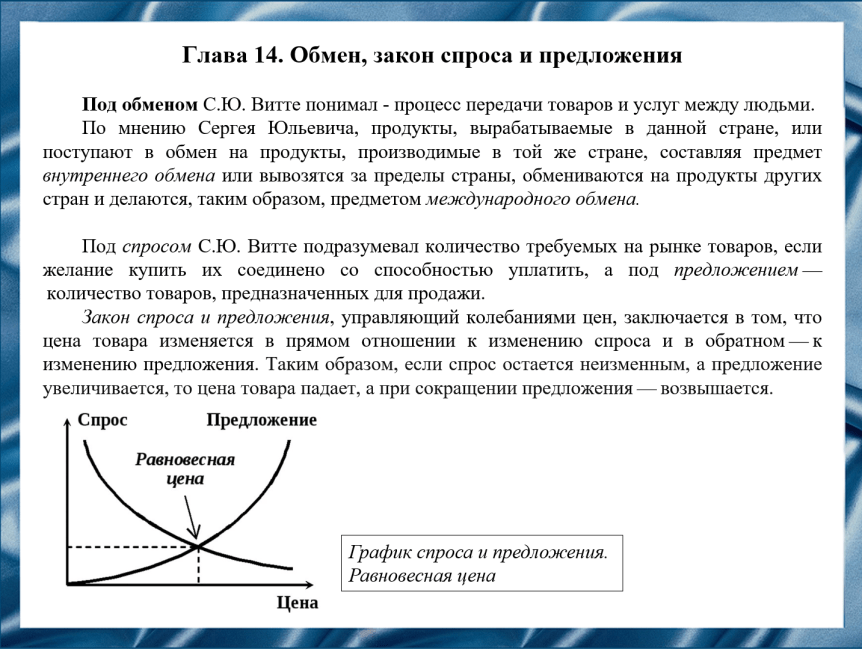 Глава 14. Обмен, закон спроса и предложения
Под обменом С.Ю. Витте понимал - процесс передачи товаров и услуг между людьми.
По мнению Сергея Юльевича, продукты, вырабатываемые в данной стране, или
поступают в обмен на продукты, производимые в той же стране, составляя предмет
внутреннего обмена или вывозятся за пределы страны, обмениваются на продукты других
стран и делаются, таким образом, предметом международного обмена.
Под спросом С.Ю. Витте подразумевал количество требуемых на рынке товаров, если
желание купить их соединено со способностью уплатить, а под предложением —
количество товаров, предназначенных для продажи.
Закон спроса и предложения, управляющий колебаниями цен, заключается в том, что
цена товара изменяется в прямом отношении к изменению спроса и в обратном — к
изменению предложения. Таким образом, если спрос остается неизменным, а предложение
увеличивается, то цена товара падает, а при сокращении предложения — возвышается.
Спрос Предложение
Равновесная
цена
Цена
График спроса и предложения.
Равновесная цена